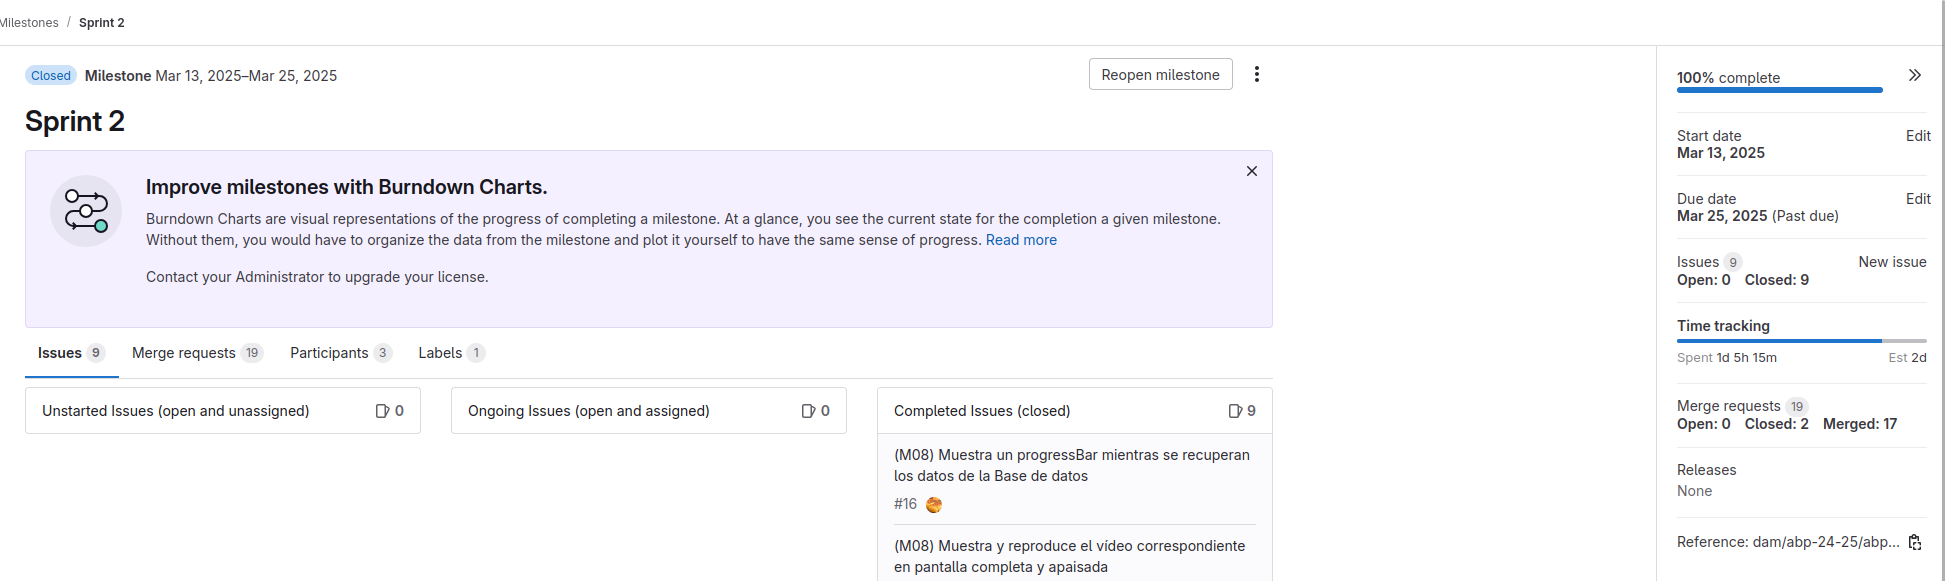 Milestones / Sprint 2
Closed Milestone Mar 13, 2025–Mar 25, 2025
Reopen milestone
Sprint 2
Improve milestones with Burndown Charts.
Burndown Charts are visual representations of the progress of completing a milestone. At a glance, you see the current state for the completion a given milestone.
Without them, you would have to organize the data from the milestone and plot it yourself to have the same sense of progress. Read more
Contact your Administrator to upgrade your license.
Issues 9 Merge requests 19 Participants 3 Labels 1
Unstarted Issues (open and unassigned) 0
Ongoing Issues (open and assigned) 0
Completed Issues (closed) 9
(M08) Muestra un progressBar mientras se recuperan
los datos de la Base de datos
#16
(M08) Muestra y reproduce el vídeo correspondiente
en pantalla completa y apaisada
100% complete
Start date Edit
Mar 13, 2025
Due date Edit
Mar 25, 2025 (Past due)
Issues 9 New issue
Open: 0 Closed: 9
Time tracking
Spent 1d 5h 15m Est 2d
Merge requests 19
Open: 0 Closed: 2 Merged: 17
Releases
None
Reference: dam/abp-24-25/abp...